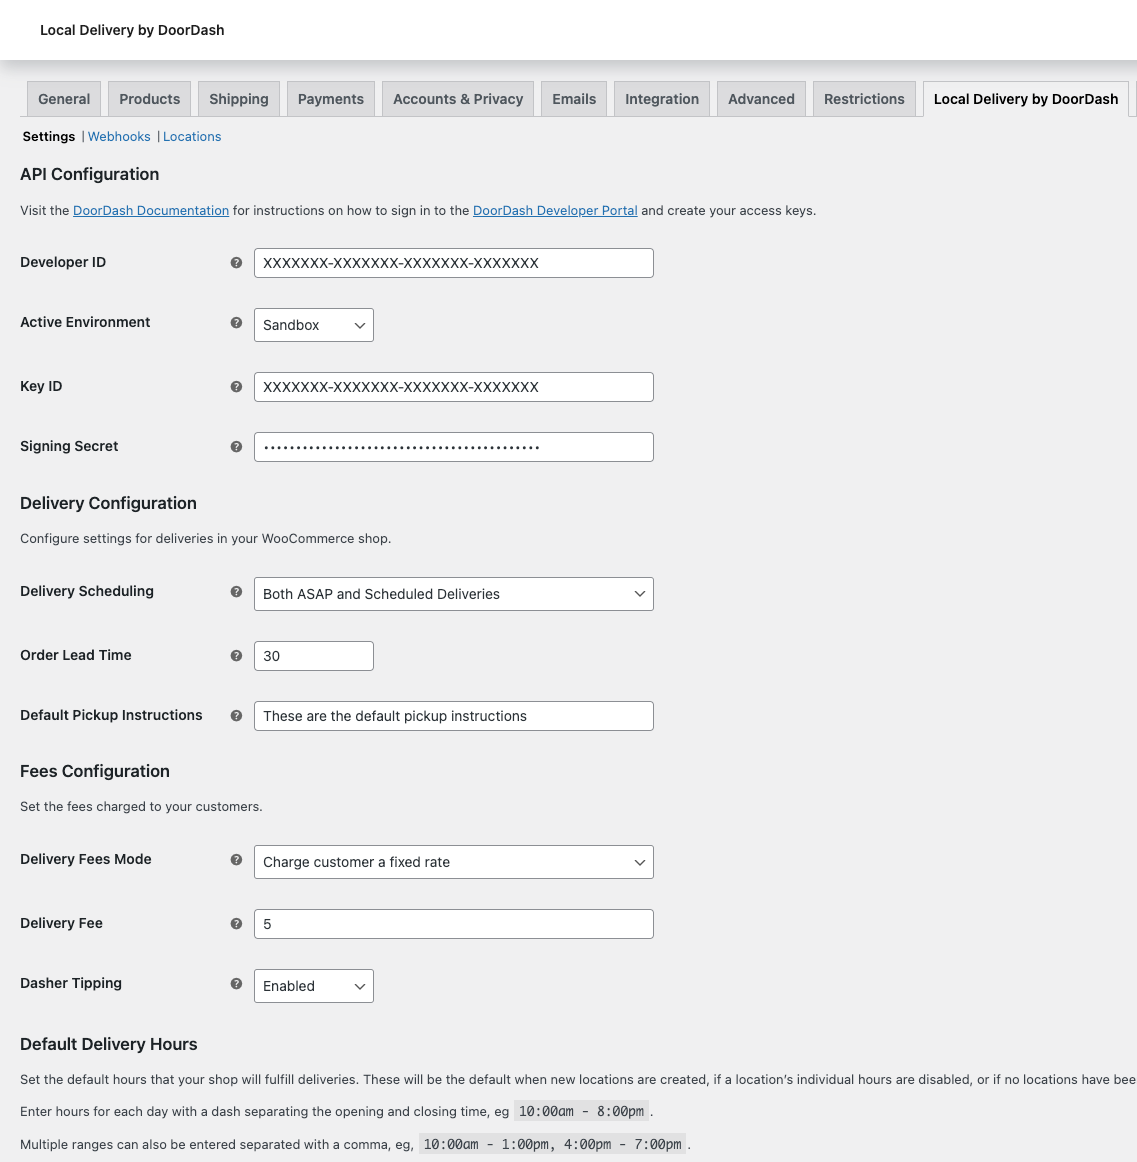 Local Delivery by DoorDash
General Products Shipping Payments Accounts & Privacy Emails Integration Advanced Restrictions Local Delivery by DoorDash
Settings | Webhooks | Locations
API Configuration
Visit the DoorDash Documentation for instructions on how to sign in to the DoorDash Developer Portal and create your access keys.
Developer ID ? XXXXXXX-XXXXXXX-XXXXXXX-XXXXXXX
Active Environment ? Sandbox
Key ID ? XXXXXXX-XXXXXXX-XXXXXXX-XXXXXXX
Signing Secret ? •••••••••••••••••••••••••••••••••••••••••••
Delivery Configuration
Configure settings for deliveries in your WooCommerce shop.
Delivery Scheduling ? Both ASAP and Scheduled Deliveries
Order Lead Time ? 30
Default Pickup Instructions ? These are the default pickup instructions
Fees Configuration
Set the fees charged to your customers.
Delivery Fees Mode ? Charge customer a fixed rate
Delivery Fee ? 5
Dasher Tipping ? Enabled
Default Delivery Hours
Set the default hours that your shop will fulfill deliveries. These will be the default when new locations are created, if a location's individual hours are disabled, or if no locations have bee
Enter hours for each day with a dash separating the opening and closing time, eg 10:00am - 8:00pm .
Multiple ranges can also be entered separated with a comma, eg, 10:00am - 1:00pm, 4:00pm - 7:00pm .